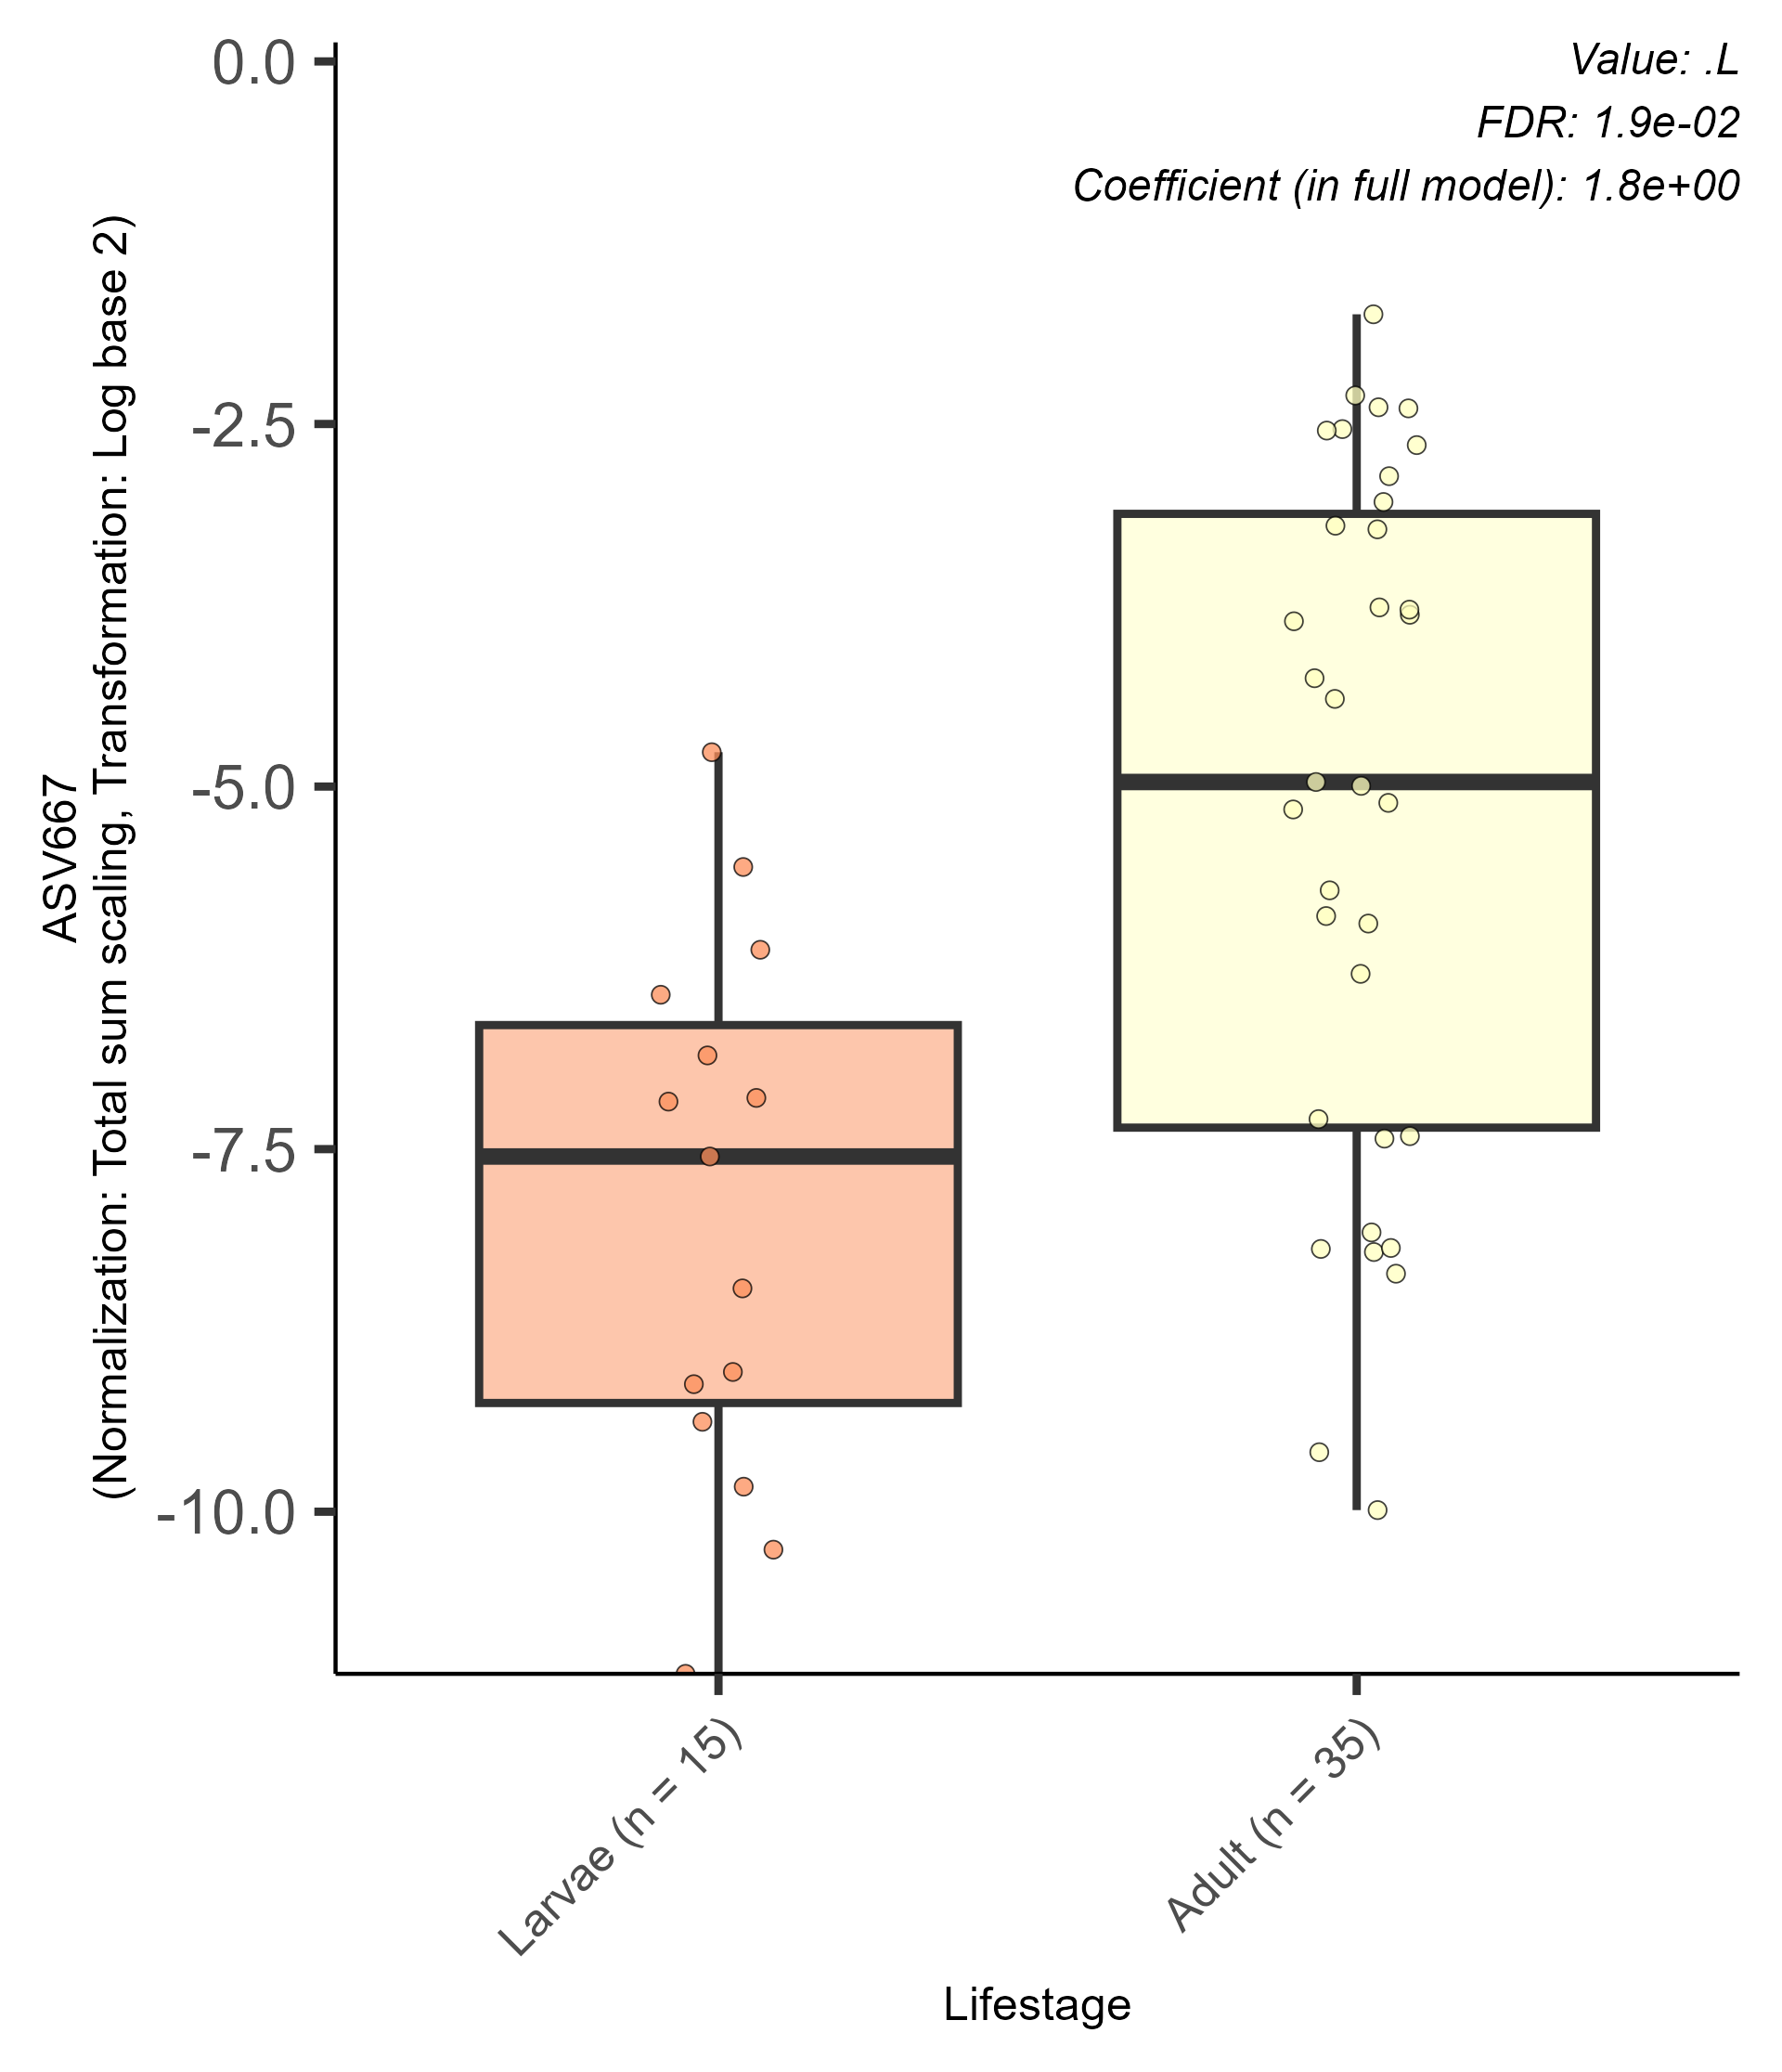 Value: .L
FDR: 1.9e-02
Coefficient (in full model): 1.8e+00
ASV667
(Normalization: Total sum scaling, Transformation: Log base 2)
0.0
-2.5
-5.0
-7.5
-10.0
Larvae (n = 15)
Adult (n = 35)
Lifestage